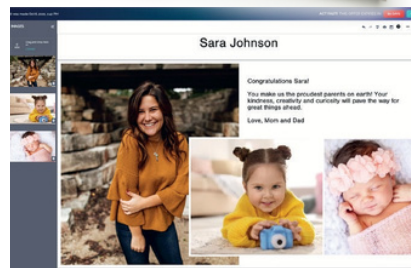 Sara Johnson
Congratulations Sara!
You make us the proudest parents on earth! Your
kindness, creativity and curiosity will pave the way for
great things ahead.
Love, Mom and Dad